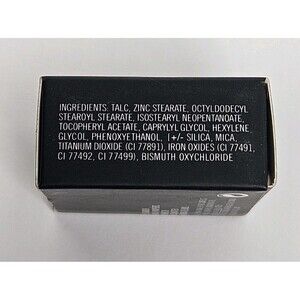 INGREDIENTS: TALC, ZINC STEARATE, OCTYLDODECYL
STEAROYL STEARATE, ISOSTEARYL NEOPENTANOATE,
TOCOPHERYL ACETATE, CAPRYLYL GLYCOL, HEXYLENE
GLYCOL, PHENOXYETHANOL, [+/- SILICA, MICA,
TITANIUM DIOXIDE (CI 77891), IRON OXIDES (CI 77491,
CI 77492, CI 77499), BISMUTH OXYCHLORIDE